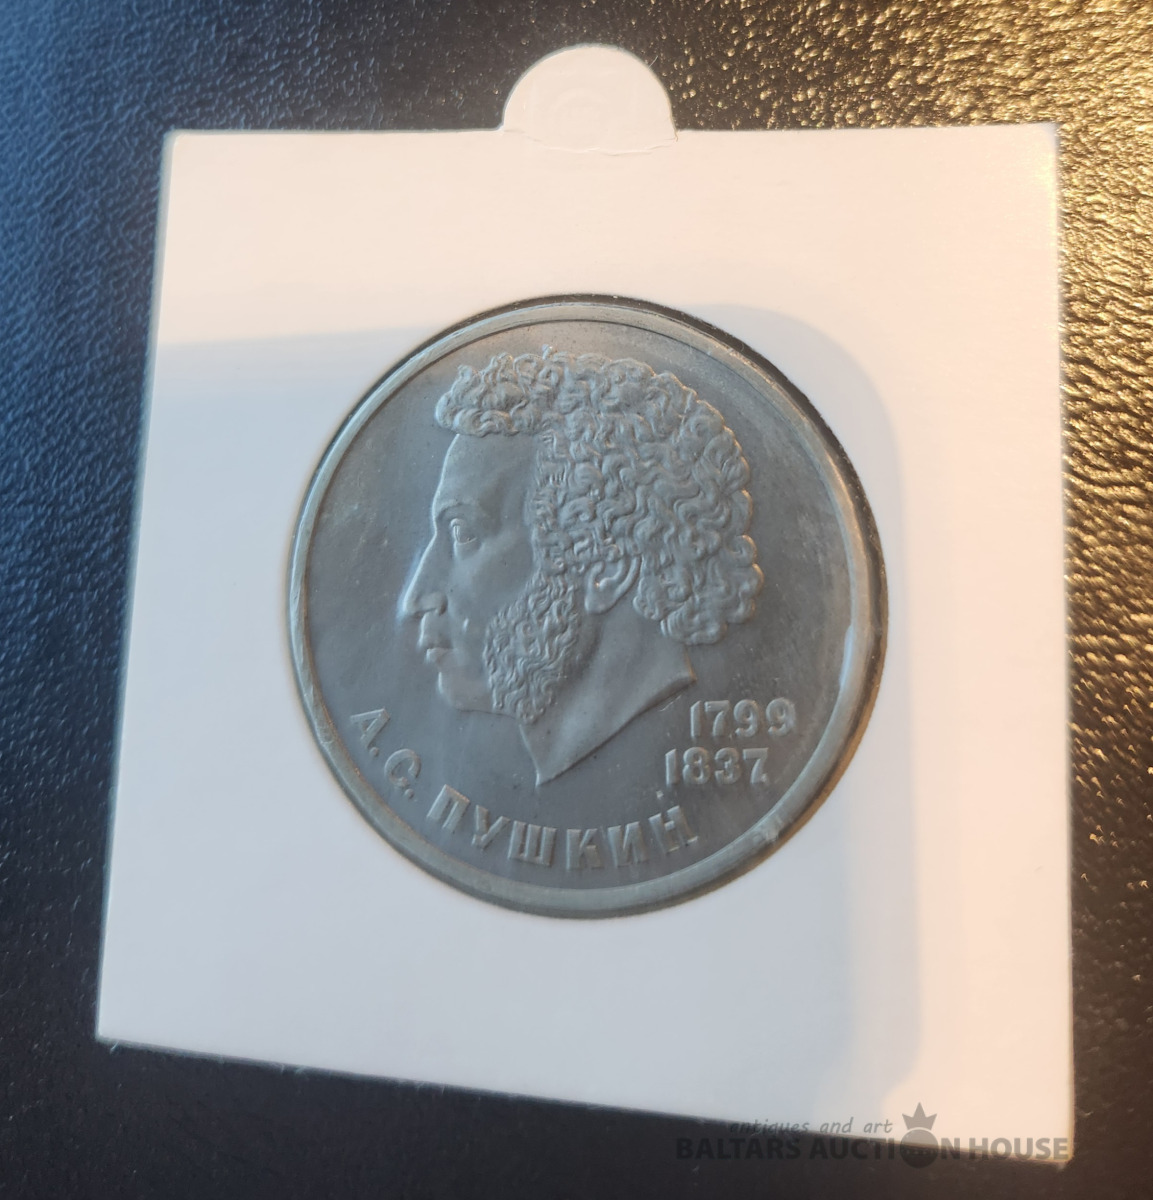 1799
1837
А. С. ПУШКИН
antiques and art
BALTARS AUCTION HOUSE